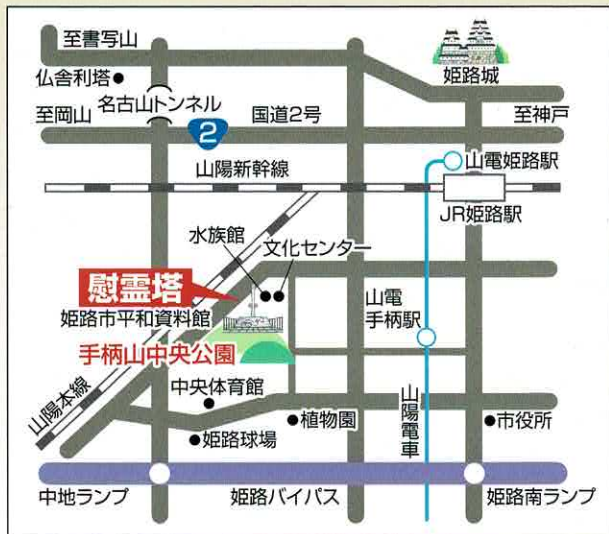 至書写山
姫路城
仏舎利塔
名古山トンネル
至岡山
2
国道2号
至神戸
山電姫路駅
山陽新幹線
JR姫路駅
水族館
文化センター
慰霊塔
山電
手柄駅
姫路市平和資料館
手柄山中央公園
山陽本線
中央体育館
植物園
山陽電車
市役所
姫路球場
中地ランプ
姫路バイパス
姫路南ランプ